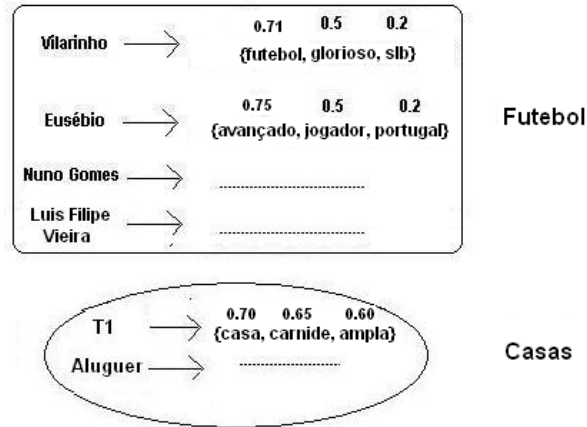 0.71 0.5 0.2
Vilarinho
{futebol, glorioso, slb}
0.75 0.5 0.2
Eusébio
{avançado, jogador, portugal}
Futebol
Nuno Gomes
Luis Filipe
Vieira
0.70 0.65 0.60
T1
{casa, carnide, ampla}
Casas
Aluguer